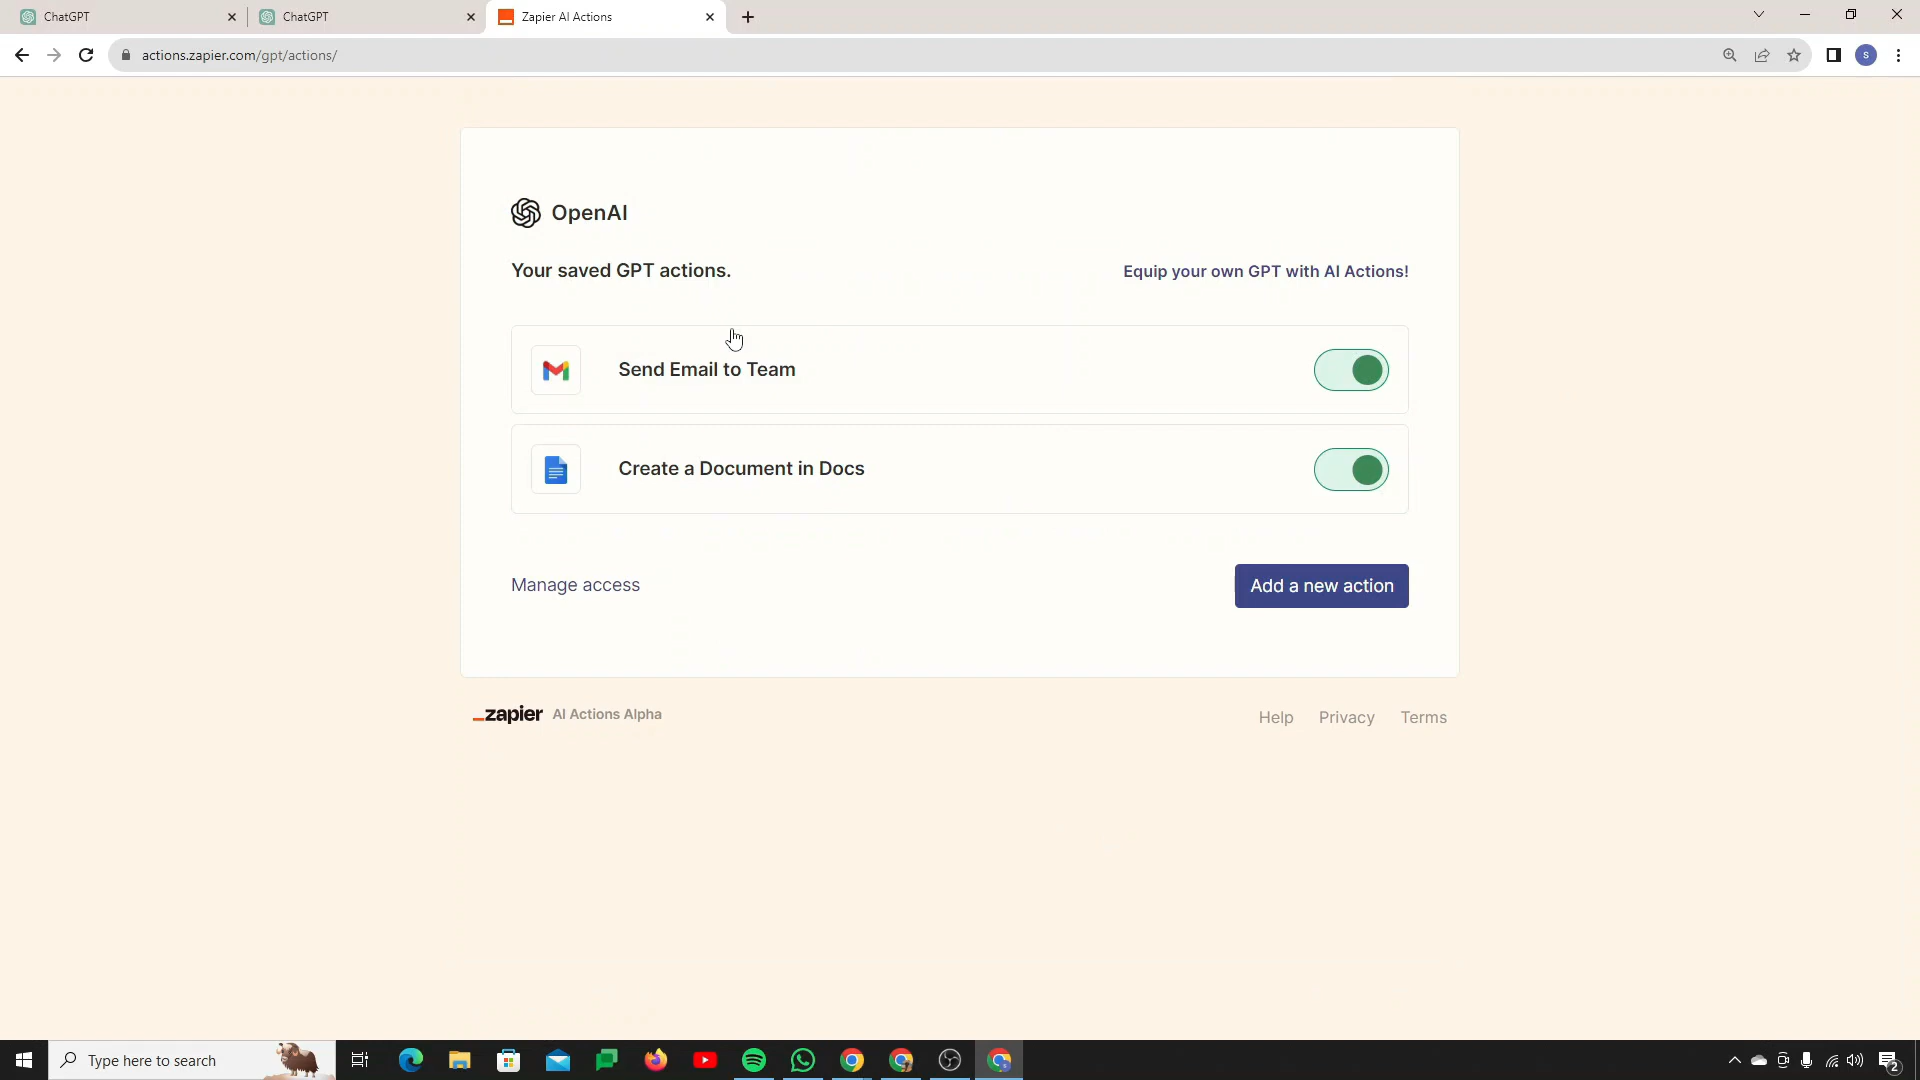 ChatGPT
ChatGPT
Zapier AI Actions
actions.zapier.com/gpt/actions/
S
OpenAI
Your saved GPT actions.
Equip your own GPT with AI Actions!
Send Email to Team
Create a Document in Docs
Manage access
Add a new action
_zapier AI Actions Alpha
Help Privacy Terms
Type here to search
2